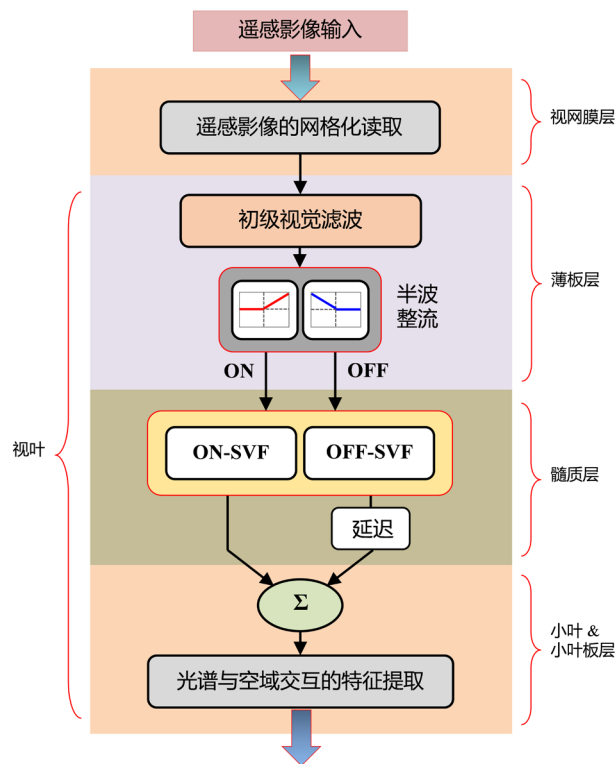 遥感影像输入
遥感影像的网格化读取
视网膜层
初级视觉滤波
半波
整流
薄板层
ON
OFF
视叶
ON-SVF
OFF-SVF
髓质层
延迟
Σ
小叶 &
小叶板层
光谱与空域交互的特征提取